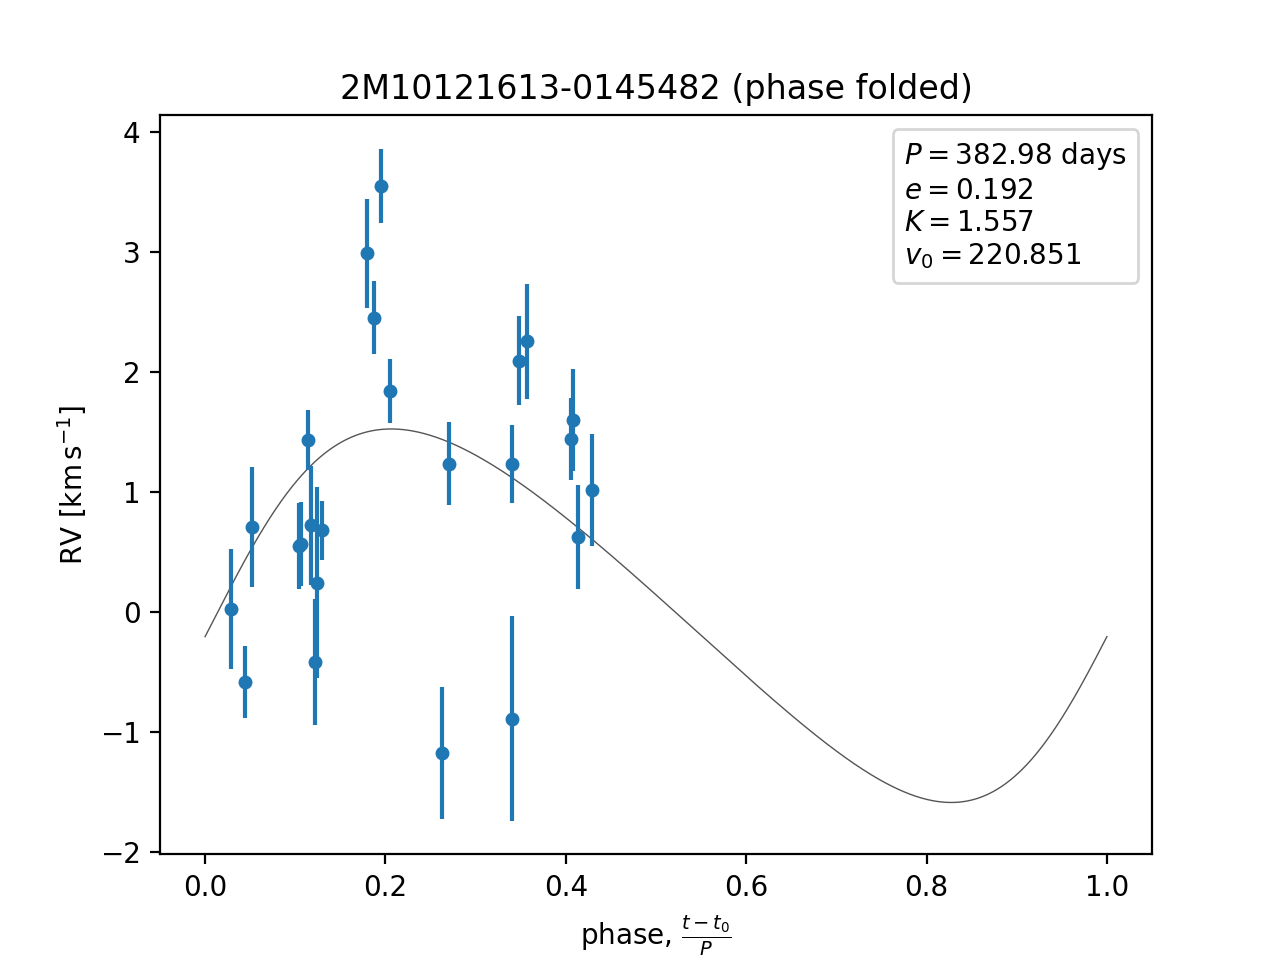 2M10121613-0145482 (phase folded)
P = 382.98 days
e = 0.192
K = 1.557
v₀ = 220.851
4
3
2
1
0
−1
−2
RV [km s⁻¹]
0.0 0.2 0.4 0.6 0.8 1.0
phase, (t − t₀)/P